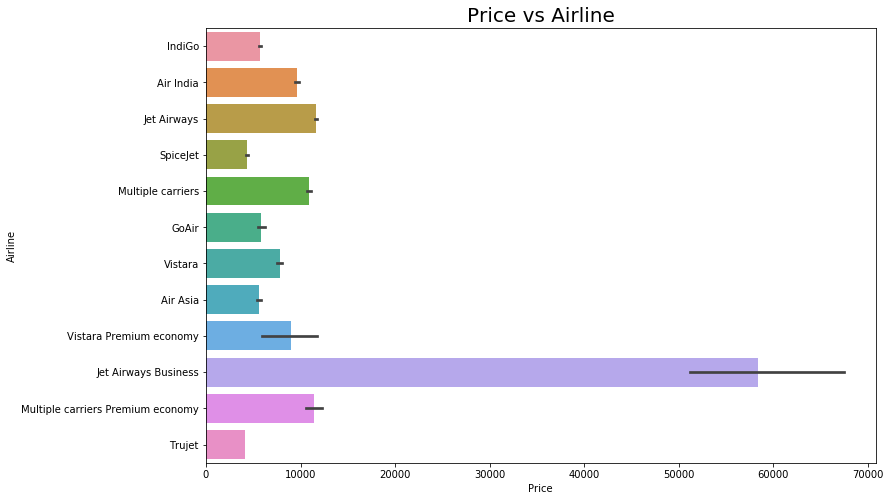 Price vs Airline
Airline
IndiGo
Air India
Jet Airways
SpiceJet
Multiple carriers
GoAir
Vistara
Air Asia
Vistara Premium economy
Jet Airways Business
Multiple carriers Premium economy
Trujet
0 10000 20000 30000 40000 50000 60000 70000
Price